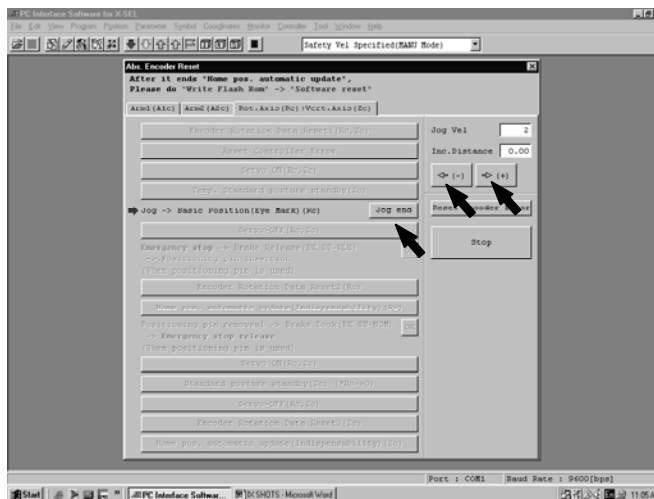 PC Interface Software for X-SEL
File Edit View Program Position Parameter Symbol Coordinates Monitor Controller Tool Window Help
Safety Vel Specified(MANU Mode)
Abs. Encoder Reset
After it ends "Home pos. automatic update",
Please do "Write Flash Rom" -> "Software reset"
Arm1(A1c) Arm2(A2c) Rot.Axis(Rc)+Vert.Axis(Zc)
Encoder Rotation Data Reset1(Rc,Zc)
Reset Controller Error
Servo ON(Rc,Zc)
Temp. Standard posture standby(Zc)
Jog -> Basic Position(Eye Mark)(Rc)
Jog end
Servo-OFF(Rc,Zc)
Emergency stop -> Brake Release(BK SW-RLS)
-> Positioning pin insertion
(When positioning pin is used)
Encoder Rotation Data Reset2(Rc)
Home pos. automatic update(Indispensability)(Rc)
Positioning pin removeal -> Brake Lock(BK SW-NOM)
OK
-> Emergency stop release
(When positioning pin is used)
Servo ON(Rc,Zc)
Standard posture standby(Zc) (*Rc->0)
Servo-OFF(Rc,Zc)
Encoder Rotation Data Reset2(Zc)
Home pos. automatic update(Indispensability)(Zc)
Jog Vel 2
Inc.Distance 0.00
(-) (+)
Reset Encoder Error
Stop
Port : COM1 Baud Rate : 9600[bps]
Start
PC Interface Softwar...
IX SHOTS - Microsoft Word
11:05